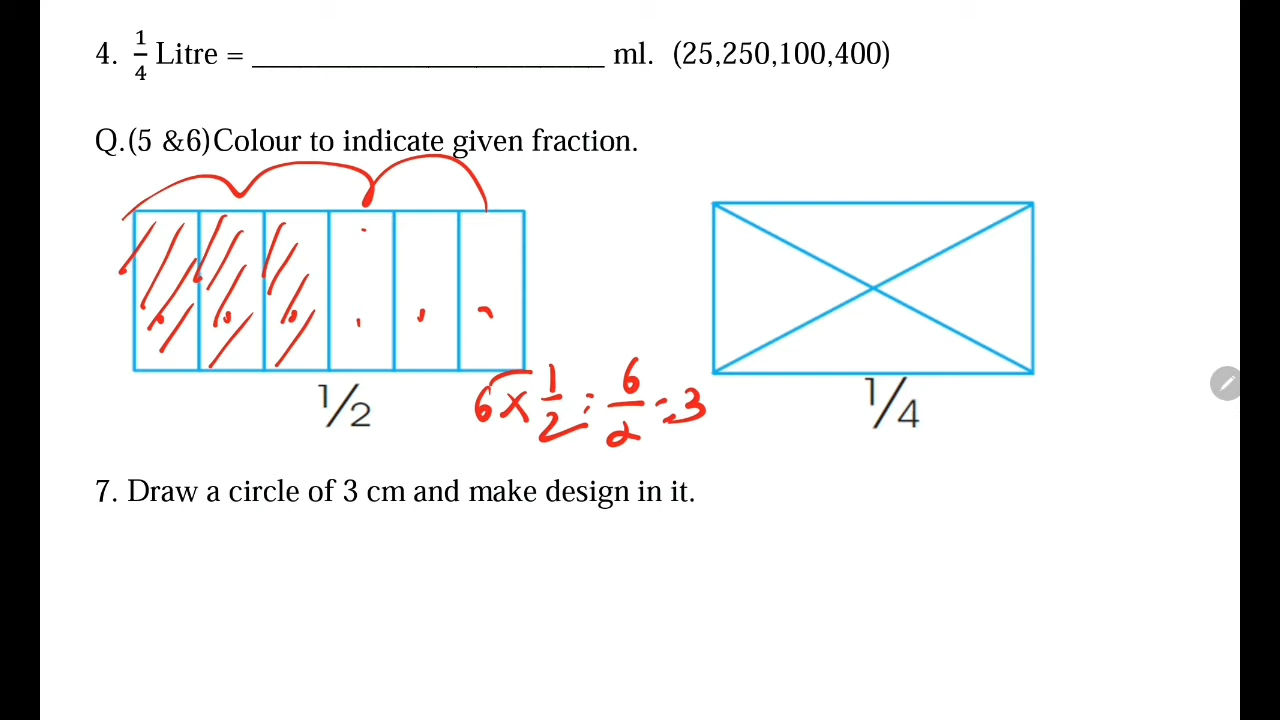 4. 1/4 Litre = ______________________ ml. (25,250,100,400)
Q.(5 &6)Colour to indicate given fraction.
1/2
6 × 1/2 = 6/2 = 3
1/4
7. Draw a circle of 3 cm and make design in it.